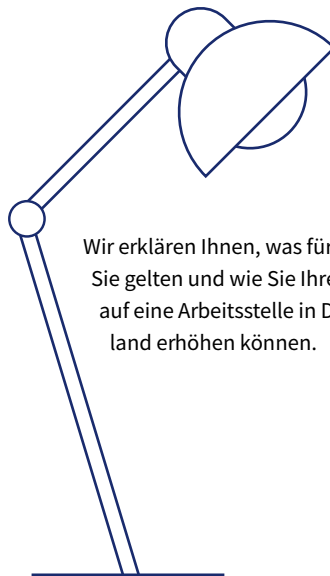 Wir erklären Ihnen, was für
Sie gelten und wie Sie Ihre
auf eine Arbeitsstelle in D
land erhöhen können.